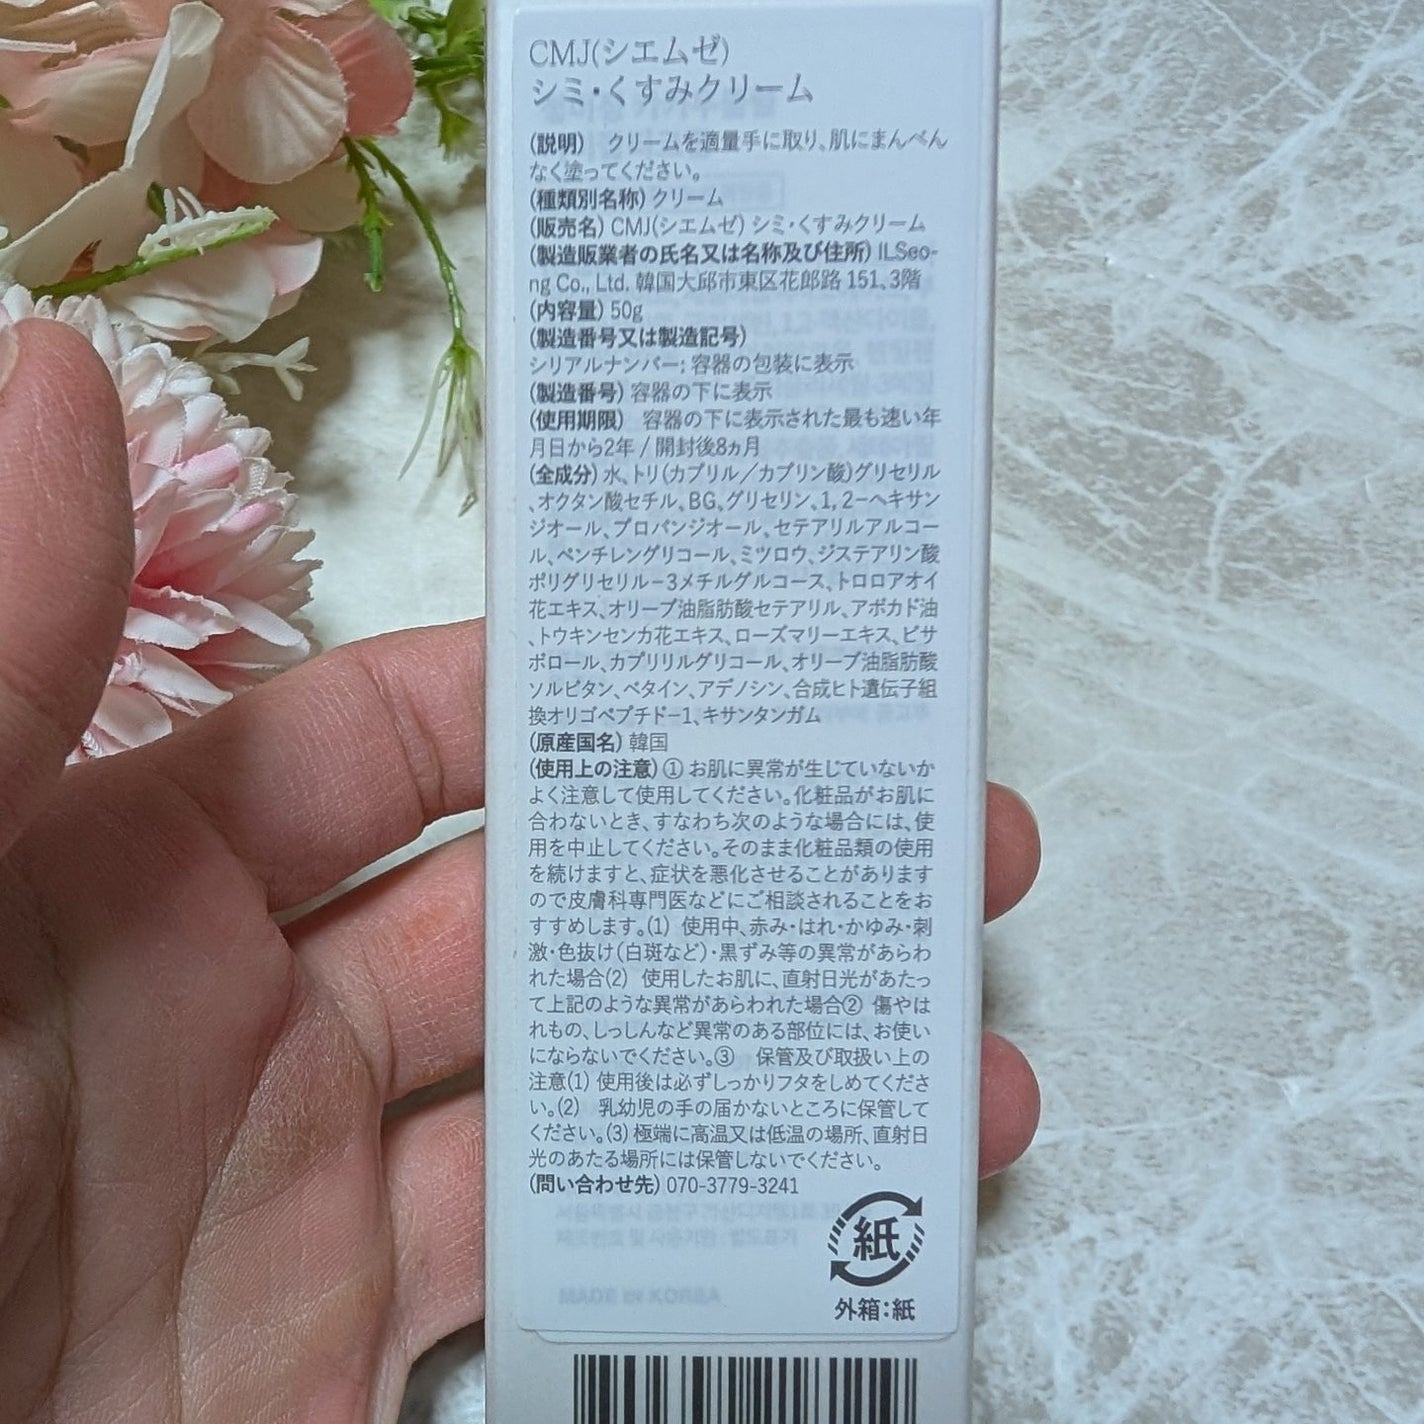 CMJ(シエムゼ)
シミ・くすみクリーム
(説明) クリームを適量手に取り、肌にまんべん
なく塗ってください。
(種類別名称) クリーム
(販売名) CMJ(シエムゼ) シミ・くすみクリーム
(製造販業者の氏名又は名称及び住所) ILSeo-
ng Co., Ltd. 韓国大邱市東区花郎路 151、3階
(内容量) 50g
(製造番号又は製造記号)
シリアルナンバー: 容器の包装に表示
(製造番号) 容器の下に表示
(使用期限) 容器の下に表示された最も速い年
月日から2年 / 開封後8ヵ月
(全成分) 水、トリ(カプリル/カプリン酸)グリセリル
、オクタン酸セチル、BG、グリセリン、1,2-ヘキサン
ジオール、プロパンジオール、セテアリルアルコー
ル、ペンチレングリコール、ミツロウ、ジステアリン酸
ポリグリセリル-3メチルグルコース、トロロアオイ
花エキス、オリーブ油脂肪酸セテアリル、アボカド油
、トウキンセンカ花エキス、ローズマリーエキス、ビサ
ボロール、カプリリルグリコール、オリーブ油脂肪酸
ソルビタン、ベタイン、アデノシン、合成ヒト遺伝子組
換オリゴペプチド-1、キサンタンガム
(原産国名) 韓国
(使用上の注意) ① お肌に異常が生じていないか
よく注意して使用してください。化粧品がお肌に
合わないとき、すなわち次のような場合には、使
用を中止してください。そのまま化粧品類の使用
を続けますと、症状を悪化させることがあります
ので皮膚科専門医などにご相談されることをお
すすめします。(1) 使用中、赤み・はれ・かゆみ・刺
激・色抜け(白斑など)・黒ずみ等の異常があらわ
れた場合(2) 使用したお肌に、直射日光があたっ
て上記のような異常があらわれた場合② 傷やは
れもの、しっしんなど異常のある部位には、お使い
にならないでください。③ 保管及び取扱い上の
注意(1) 使用後は必ずしっかりフタをしめてくださ
い。(2) 乳幼児の手の届かないところに保管して
ください。(3) 極端に高温又は低温の場所、直射日
光のあたる場所には保管しないでください。
(問い合わせ先) 070-3779-3241
紙
外箱:紙
MADE IN KOREA